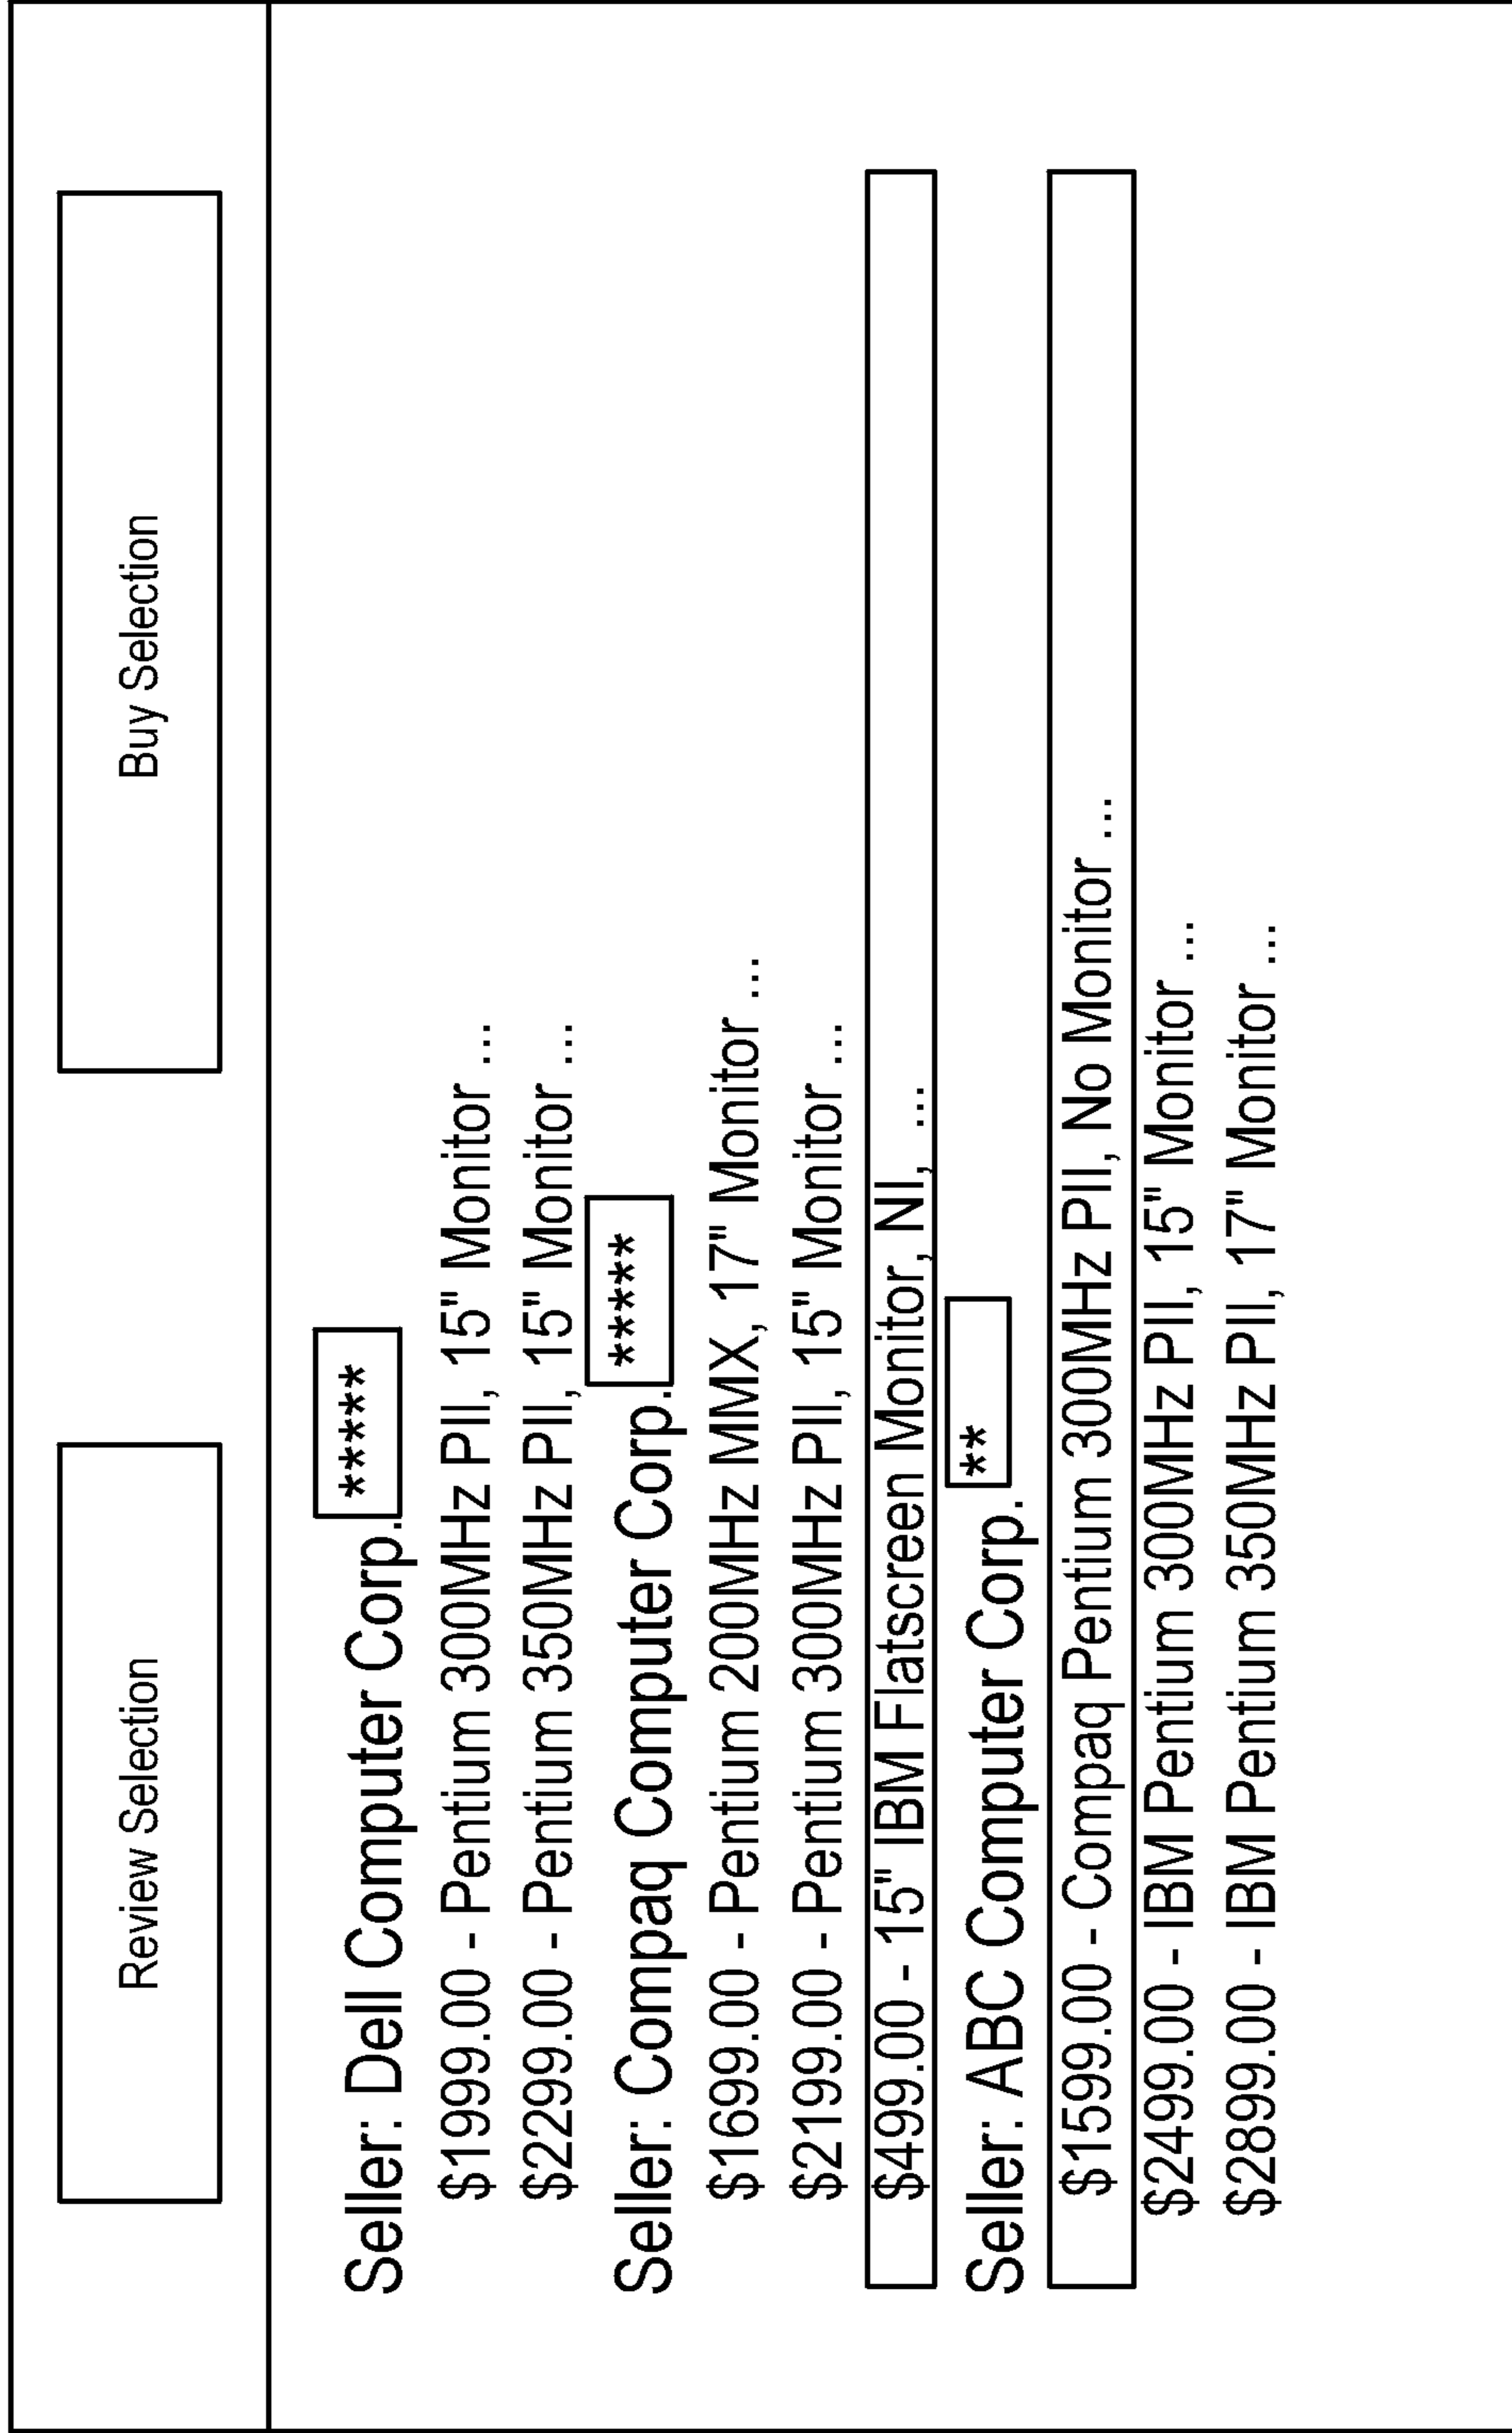 Review Selection
Buy Selection
Seller: Dell Computer Corp. *****
$1999.00 - Pentium 300MHz PII, 15" Monitor ...
$2299.00 - Pentium 350MHz PII, 15" Monitor ...
Seller: Compaq Computer Corp. *****
$1699.00 - Pentium 200MHz MMX, 17" Monitor ...
$2199.00 - Pentium 300MHz PII, 15" Monitor ...
$499.00 - 15" IBM Flatscreen Monitor, NI, ...
Seller: ABC Computer Corp. **
$1599.00 - Compaq Pentium 300MHz PII, No Monitor ...
$2499.00 - IBM Pentium 300MHz PII, 15" Monitor ...
$2899.00 - IBM Pentium 350MHz PII, 17" Monitor ...